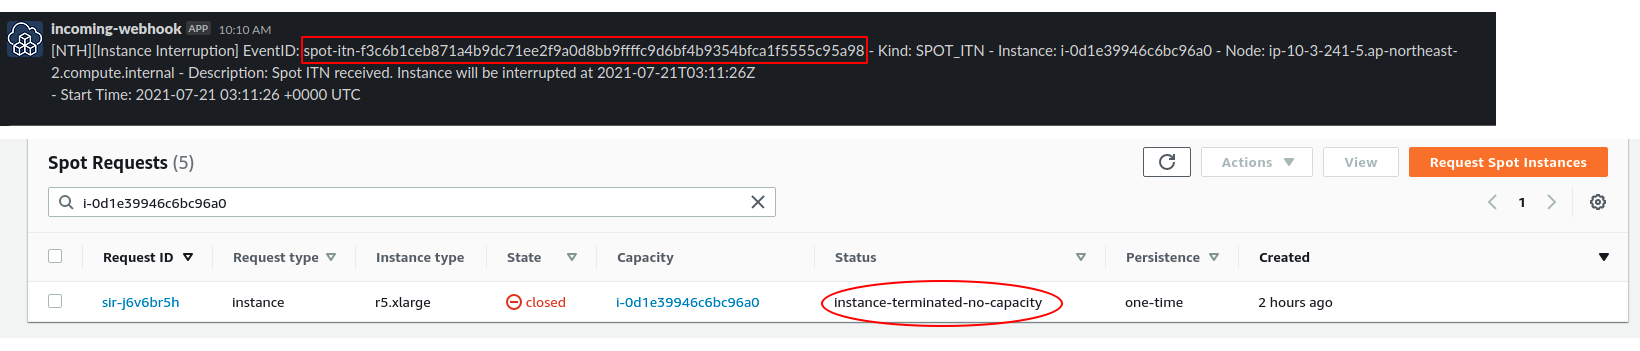 incoming-webhook APP 10:10 AM
[NTH][Instance Interruption] EventID: spot-itn-f3c6b1ceb871a4b9dc71ee2f9a0d8bb9ffffc9d6bf4b9354bfca1f5555c95a98 - Kind: SPOT_ITN - Instance: i-0d1e39946c6bc96a0 - Node: ip-10-3-241-5.ap-northeast-
2.compute.internal - Description: Spot ITN received. Instance will be interrupted at 2021-07-21T03:11:26Z
- Start Time: 2021-07-21 03:11:26 +0000 UTC
Spot Requests (5)
Actions View Request Spot Instances
i-0d1e39946c6bc96a0
1
Request ID Request type Instance type State Capacity Status Persistence Created
sir-j6v6br5h instance r5.xlarge closed i-0d1e39946c6bc96a0 instance-terminated-no-capacity one-time 2 hours ago